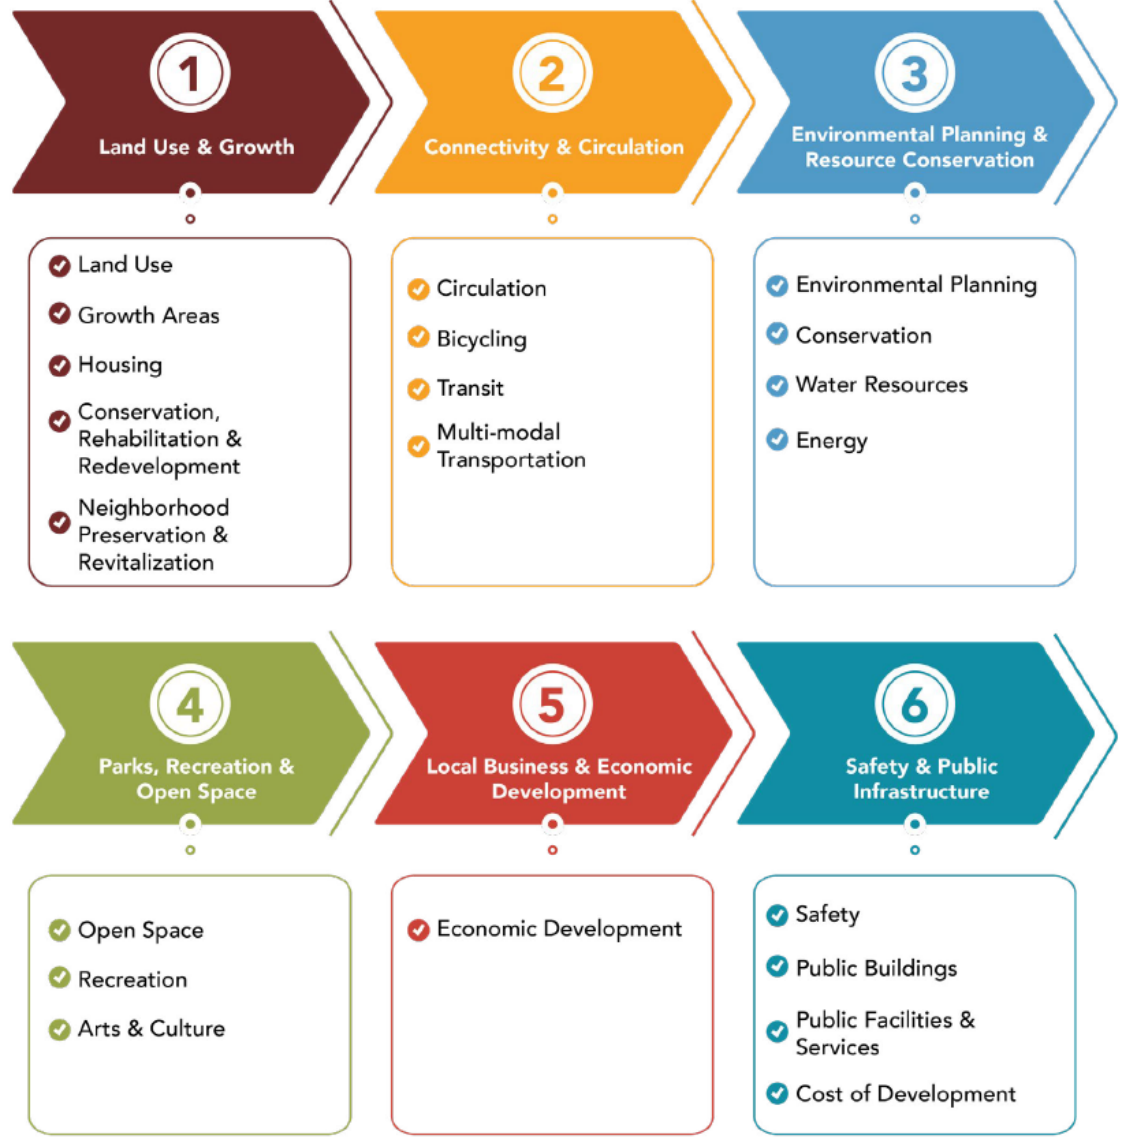 1
Land Use & Growth
Land Use
Growth Areas
Housing
Conservation,
Rehabilitation &
Redevelopment
Neighborhood
Preservation &
Revitalization
2
Connectivity & Circulation
Circulation
Bicycling
Transit
Multi-modal
Transportation
3
Environmental Planning &
Resource Conservation
Environmental Planning
Conservation
Water Resources
Energy
4
Parks, Recreation &
Open Space
Open Space
Recreation
Arts & Culture
5
Local Business & Economic
Development
Economic Development
6
Safety & Public
Infrastructure
Safety
Public Buildings
Public Facilities &
Services
Cost of Development